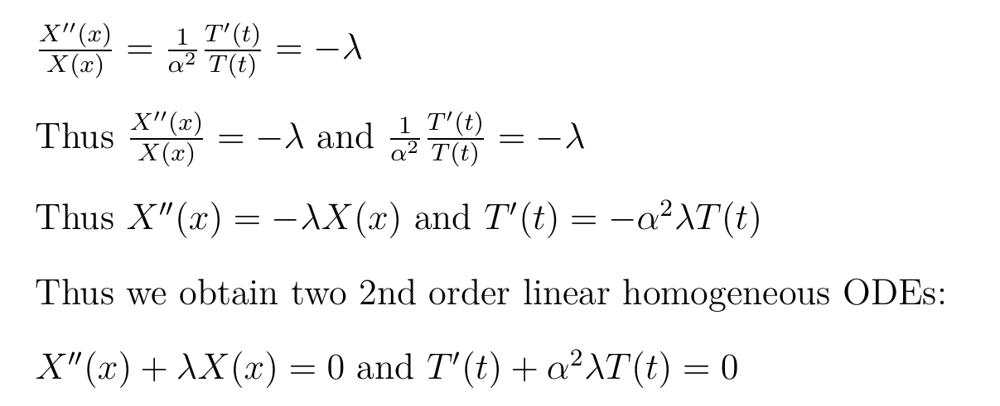 $\frac{X''(x)}{X(x)} = \frac{1}{\alpha^2}\frac{T'(t)}{T(t)} = -\lambda$
Thus $\frac{X''(x)}{X(x)} = -\lambda$ and $\frac{1}{\alpha^2}\frac{T'(t)}{T(t)} = -\lambda$
Thus $X''(x) = -\lambda X(x)$ and $T'(t) = -\alpha^2\lambda T(t)$
Thus we obtain two 2nd order linear homogeneous ODEs:
$X''(x) + \lambda X(x) = 0$ and $T'(t) + \alpha^2\lambda T(t) = 0$